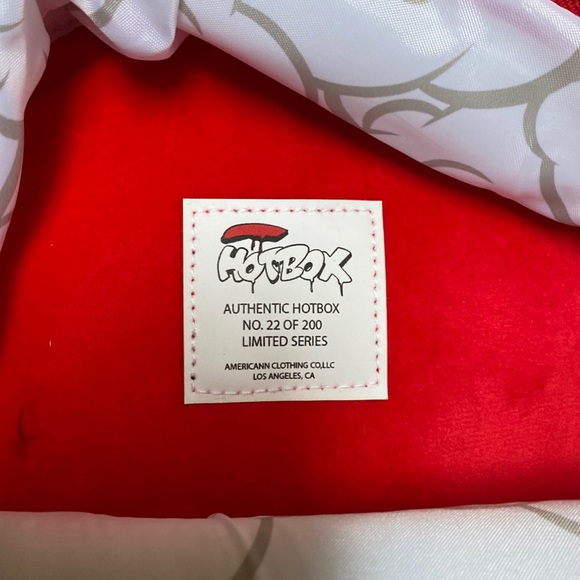 HOTBOX
AUTHENTIC HOTBOX
NO. 22 OF 200
LIMITED SERIES
AMERICANN CLOTHING CO,LLC
LOS ANGELES, CA